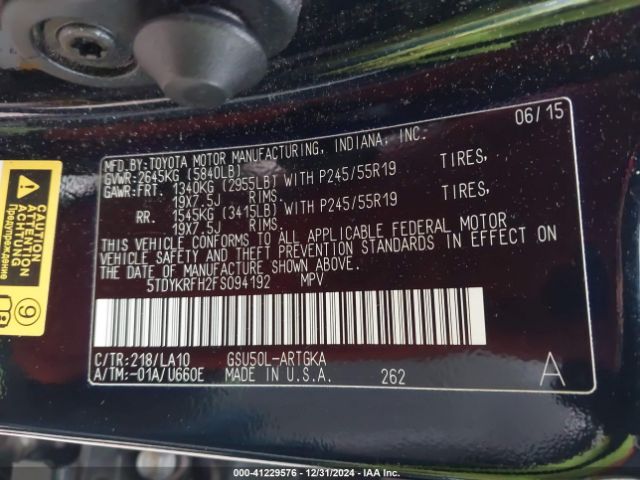 06/15
MFD.BY:TOYOTA MOTOR MANUFACTURING, INDIANA, INC.
GVWR:2645KG (5840LB)
GAWR:FRT. 1340KG (2955LB) WITH P245/55R19 TIRES,
19X7.5J RIMS.
RR. 1545KG (3415LB) WITH P245/55R19 TIRES,
19X7.5J RIMS.
THIS VEHICLE CONFORMS TO ALL APPLICABLE FEDERAL MOTOR
VEHICLE SAFETY AND THEFT PREVENTION STANDARDS IN EFFECT ON
THE DATE OF MANUFACTURE SHOWN ABOVE.
5TDYKRFH2FS094192 MPV
C/TR:218/LA10 GSU50L-ARTGKA
A/TM:-01A/U660E MADE IN U.S.A. 262 A
CAUTION
ATTENTION
ACHTUNG
Предупреждение
9
000-41229576 - 12/31/2024 - IAA Inc.